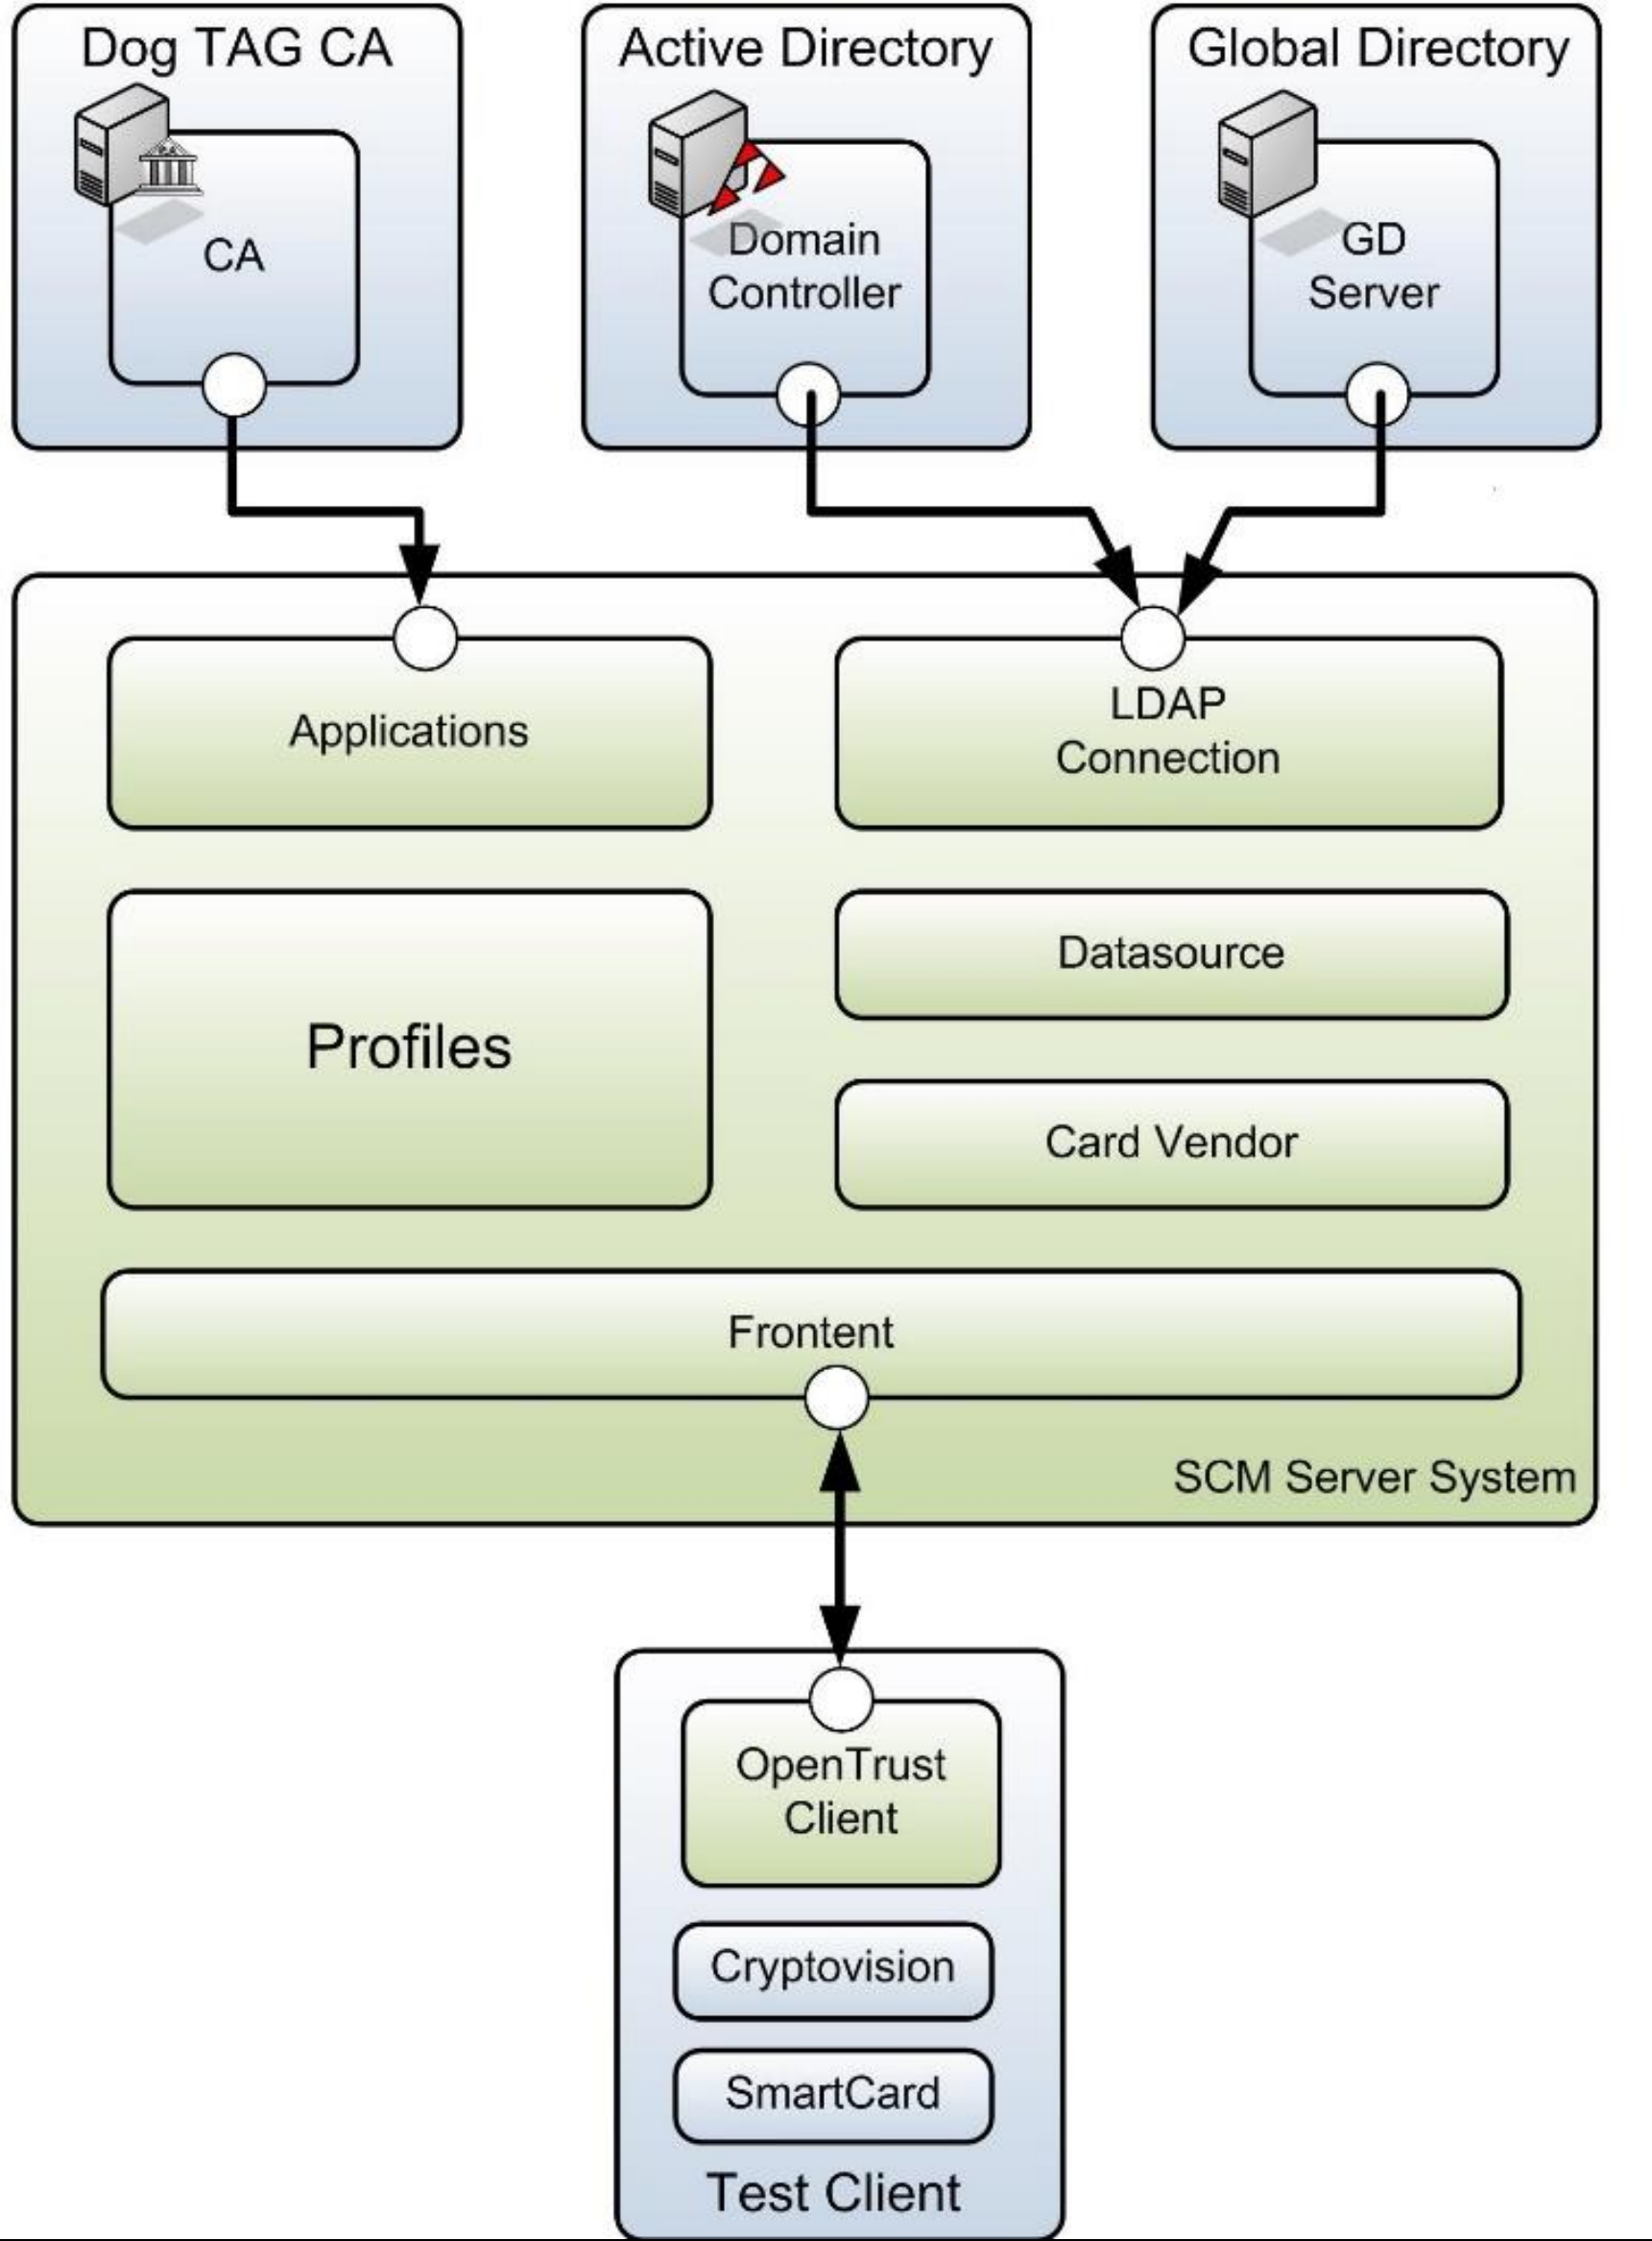 Dog TAG CA
Active Directory
Global Directory
CA
Domain
Controller
GD
Server
Applications
LDAP
Connection
Profiles
Datasource
Card Vendor
Frontent
SCM Server System
OpenTrust
Client
Cryptovision
SmartCard
Test Client